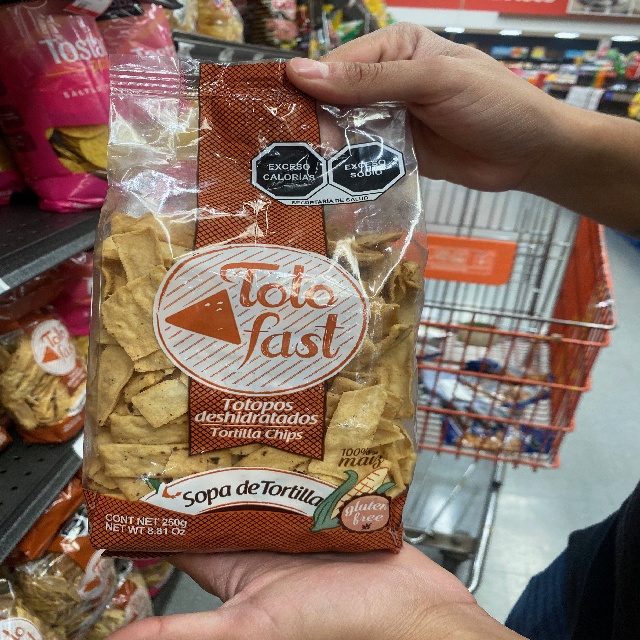 EXCESO
CALORÍAS
EXCESO
SODIO
SECRETARÍA DE SALUD
Toto
fast
Totopos
deshidratados
Tortilla Chips
Sopa de Tortilla
100%
maíz
gluten
free
CONT NET 250g
NET WT 8.81 Oz